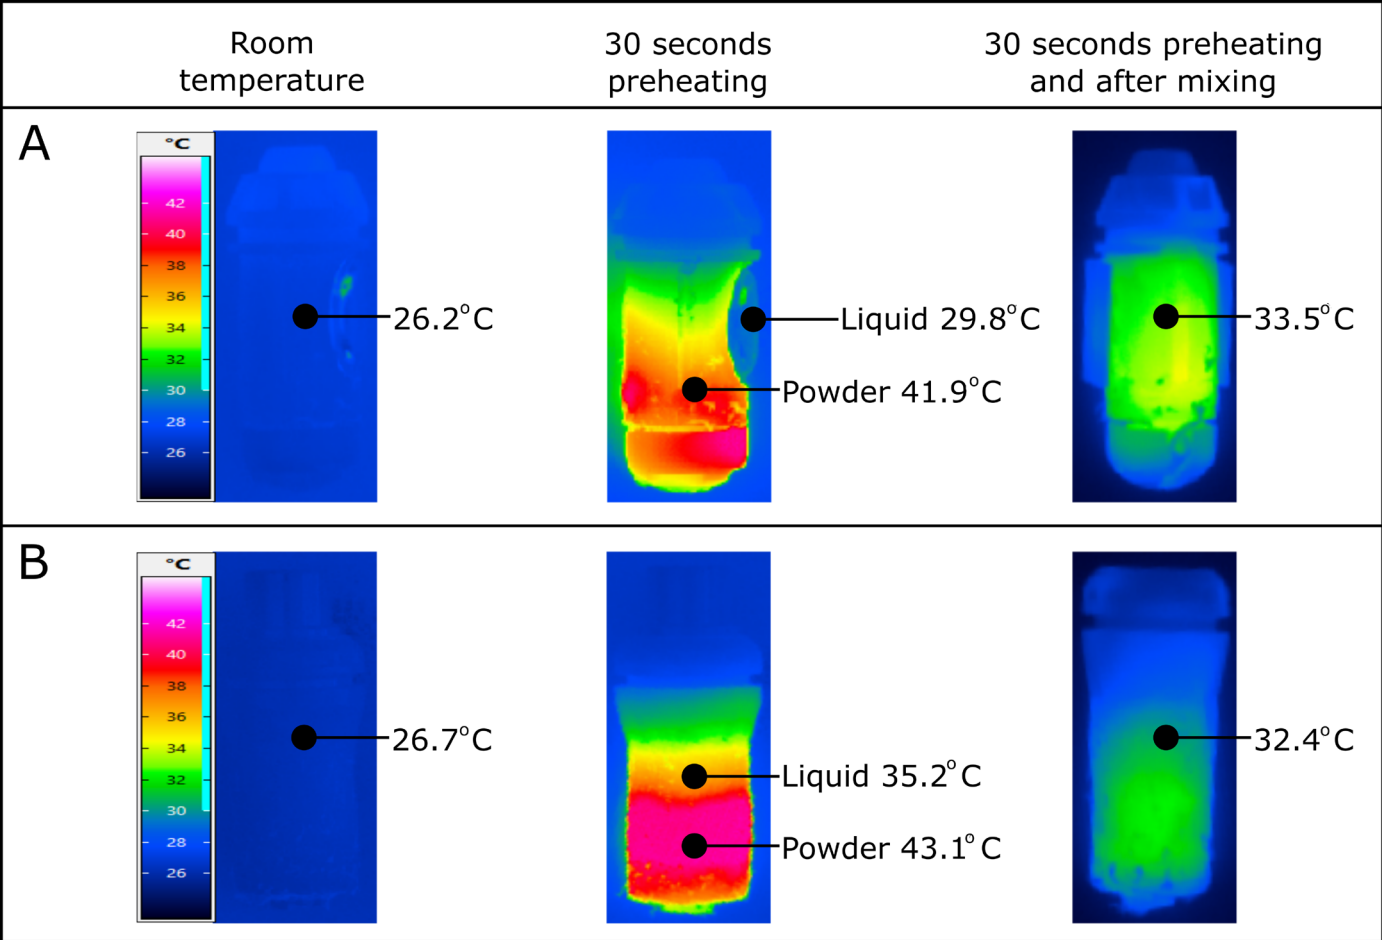 Room
temperature
30 seconds
preheating
30 seconds preheating
and after mixing
A
°C
42
40
38
36
34
32
30
28
26
26.2°C
Liquid 29.8°C
Powder 41.9°C
33.5°C
B
°C
42
40
38
36
34
32
30
28
26
26.7°C
Liquid 35.2°C
Powder 43.1°C
32.4°C